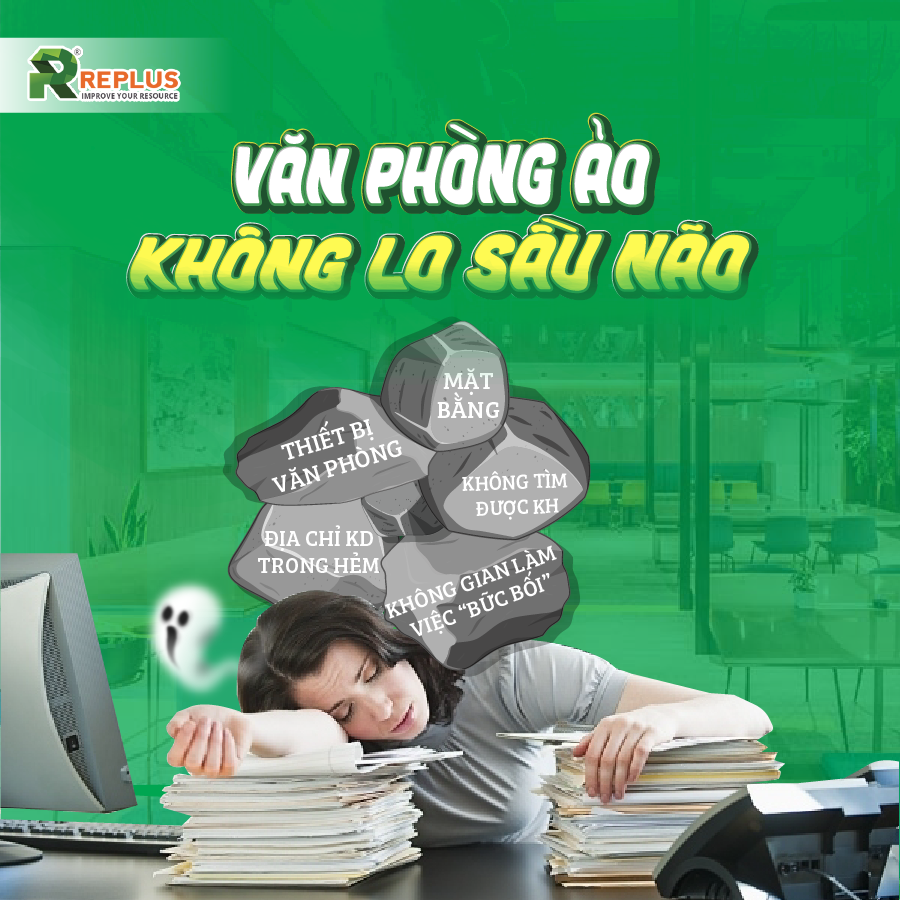 REPLUS
IMPROVE YOUR RESOURCE
VĂN PHÒNG ẢO
KHÔNG LO SẦU NÃO
MẶT
BẰNG
THIẾT BỊ
VĂN PHÒNG
KHÔNG TÌM
ĐƯỢC KH
ĐIA CHỈ KD
TRONG HẺM
KHÔNG GIAN LÀM
VIỆC “BỨC BỐI”